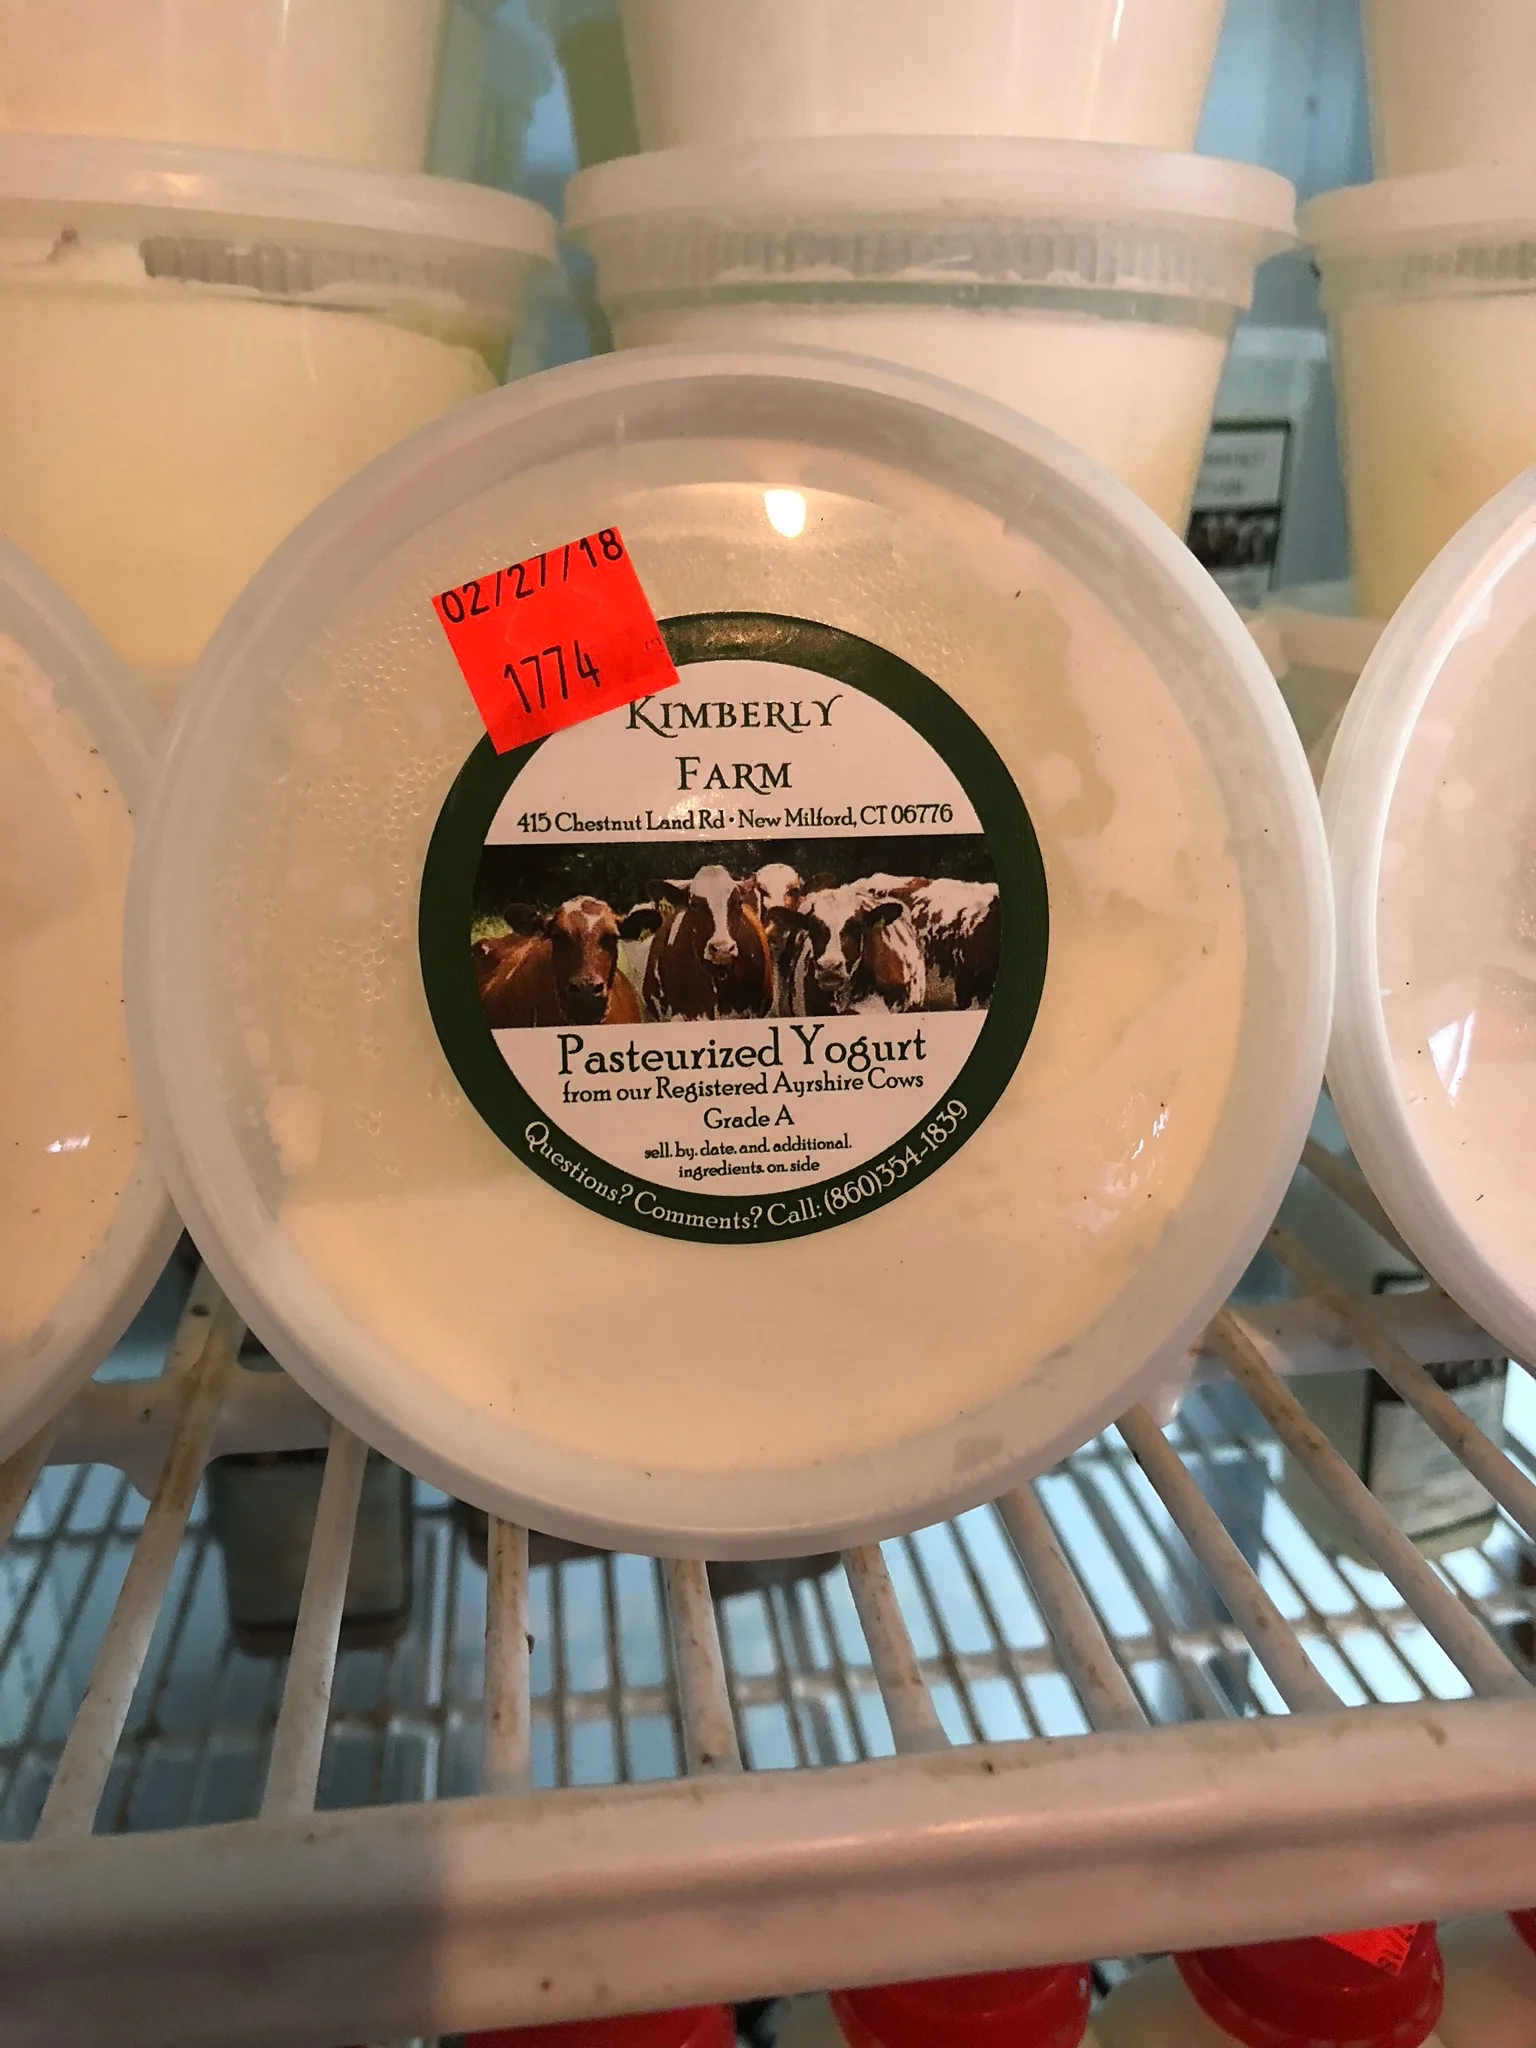 02/27/18
1774
Kimberly
Farm
415 Chestnut Land Rd • New Milford, CT 06776
Pasteurized Yogurt
from our Registered Ayrshire Cows
Grade A
sell. by. date. and. additional.
ingredients. on. side
Questions? Comments? Call: (860)354-1839